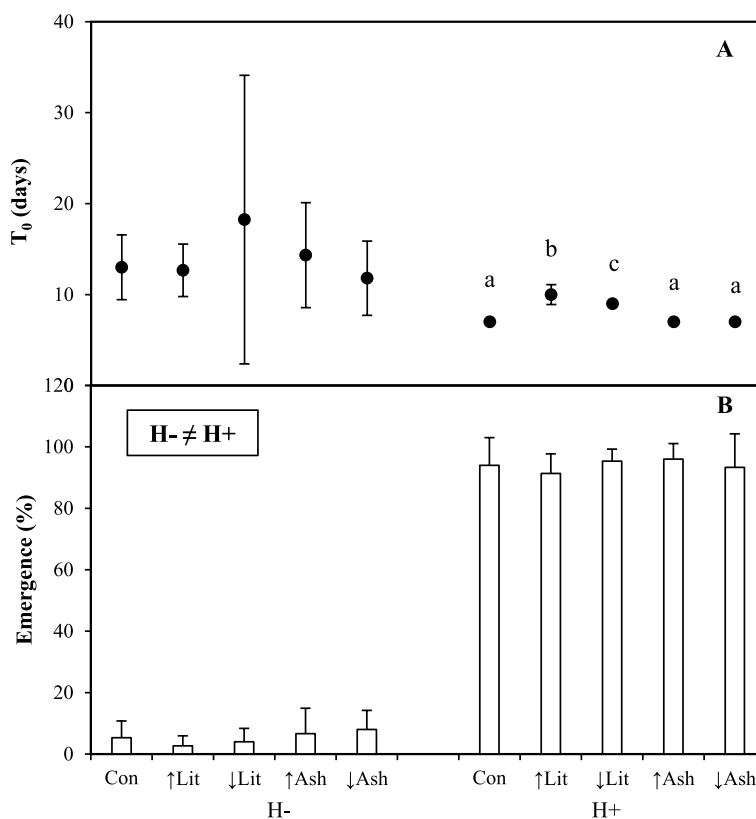 40
A
30
T₀ (days)
20
b
c
a
a
a
10
120
B
H- ≠ H+
100
80
Emergence (%)
60
40
20
0
Con ↑Lit ↓Lit ↑Ash ↓Ash Con ↑Lit ↓Lit ↑Ash ↓Ash
H- H+